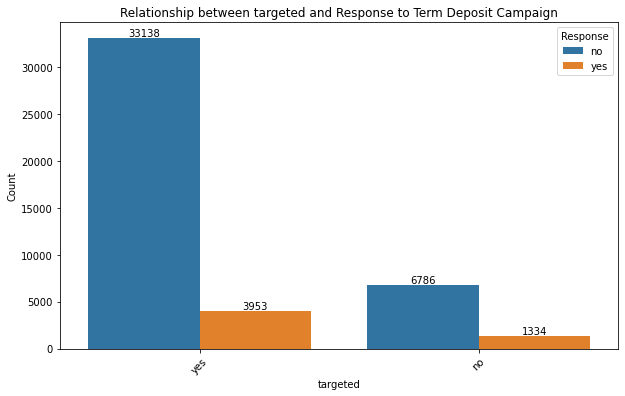 Relationship between targeted and Response to Term Deposit Campaign
33138
Response
no
yes
30000
25000
20000
15000
10000
5000
0
Count
6786
3953
1334
yes
no
targeted